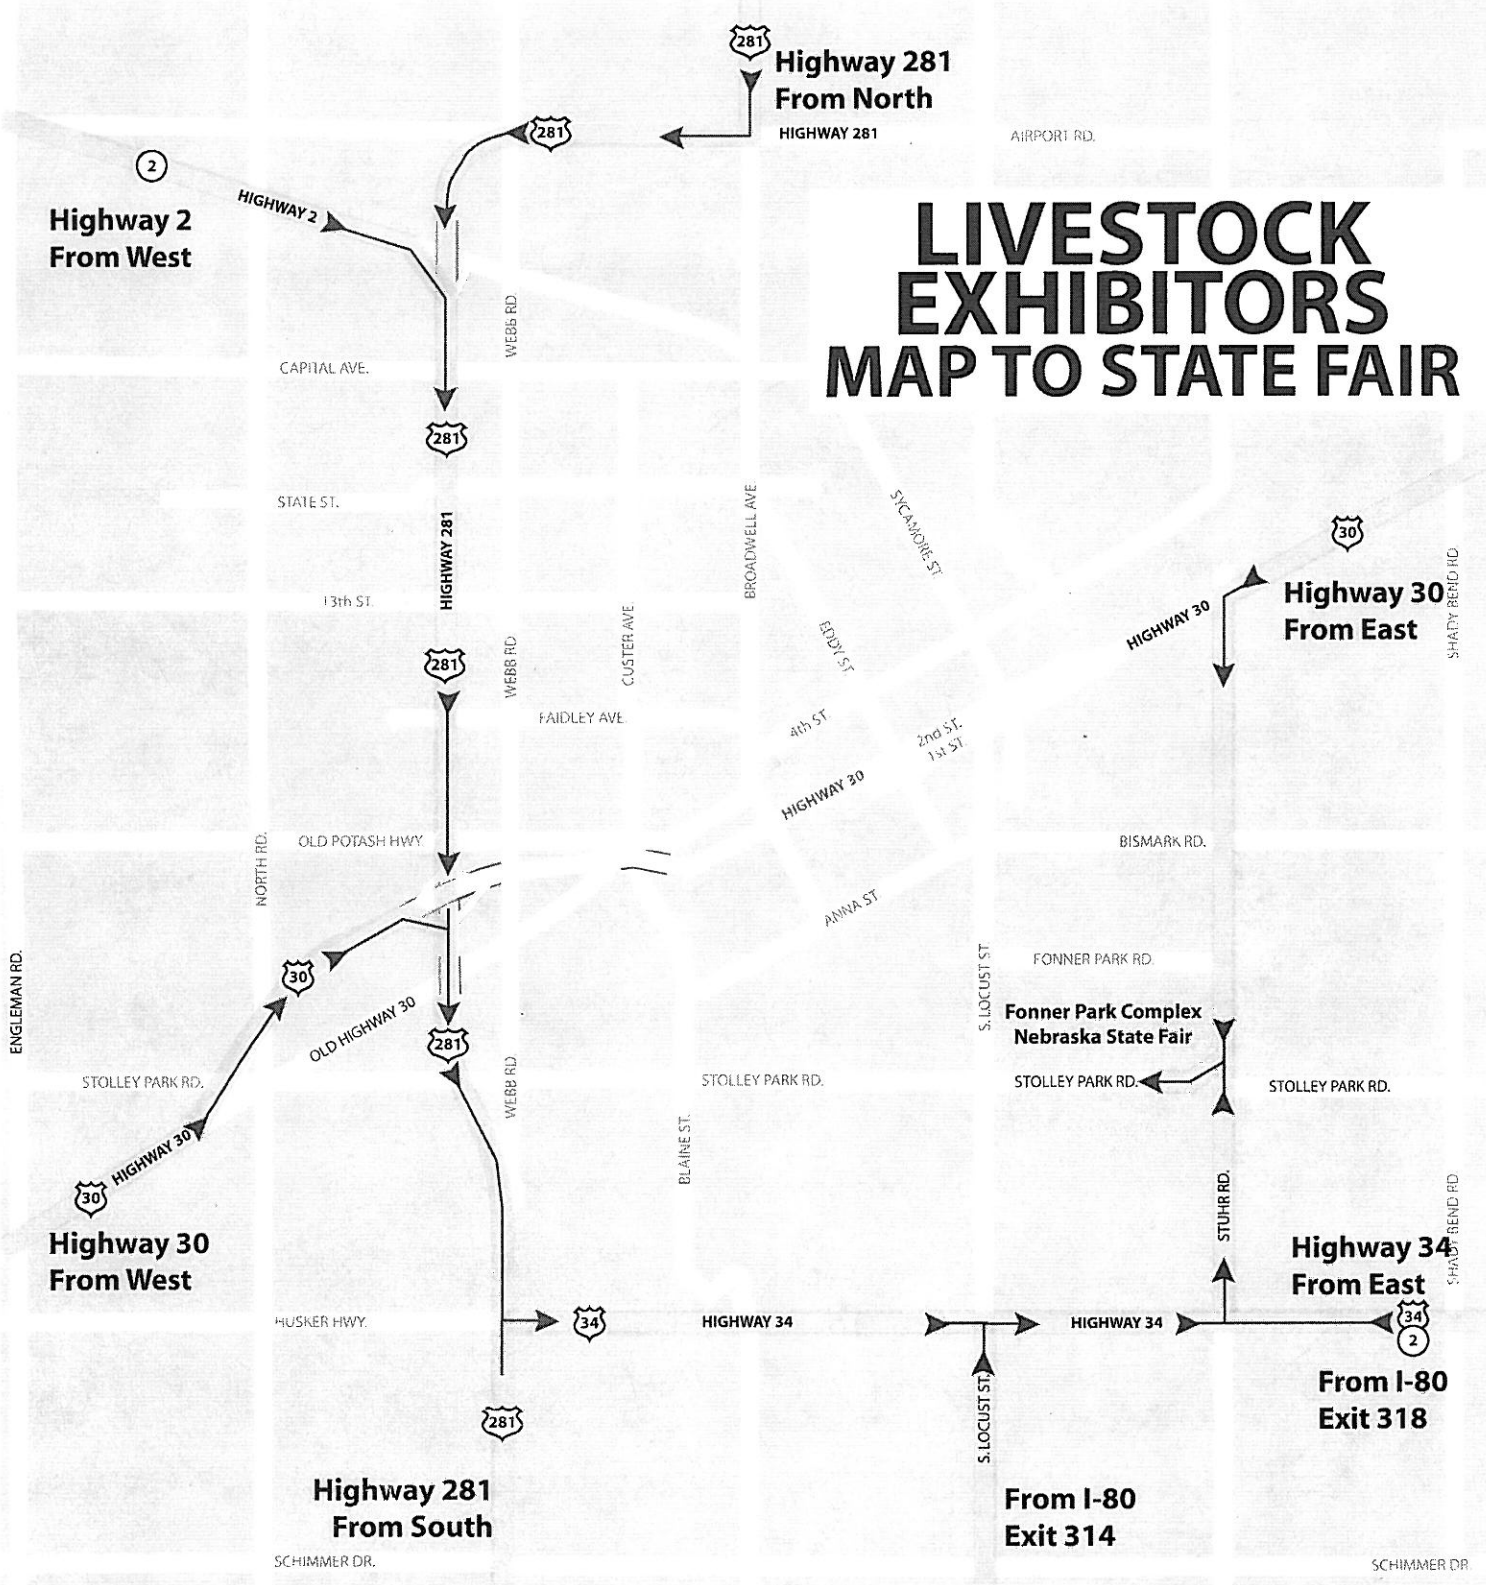 281
Highway 281
From North
281
HIGHWAY 281
AIRPORT RD.
2
HIGHWAY 2
Highway 2
From West
LIVESTOCK
EXHIBITORS
MAP TO STATE FAIR
WEBB RD.
CAPITAL AVE.
281
STATE ST.
HIGHWAY 281
BROADWELL AVE
SYCAMORE ST
30
Highway 30
From East
HIGHWAY 30
SHADY BEND RD
13th ST.
CUSTER AVE.
EDDY ST
281
WEBB RD
FAIDLEY AVE.
4th ST
2nd ST.
1st ST.
HIGHWAY 30
NORTH RD.
OLD POTASH HWY
BISMARK RD.
ANNA ST
ENGLEMAN RD.
30
S. LOCUST ST
FONNER PARK RD.
OLD HIGHWAY 30
281
Fonner Park Complex
Nebraska State Fair
STOLLEY PARK RD.
WEBB RD
STOLLEY PARK RD.
STOLLEY PARK RD.
STOLLEY PARK RD.
BLAINE ST.
HIGHWAY 30
30
STUHR RD.
SHADY BEND RD
Highway 30
From West
Highway 34
From East
HUSKER HWY.
34
HIGHWAY 34
HIGHWAY 34
34
2
From I-80
Exit 318
281
S. LOCUST ST.
Highway 281
From South
From I-80
Exit 314
SCHIMMER DR.
SCHIMMER DR.